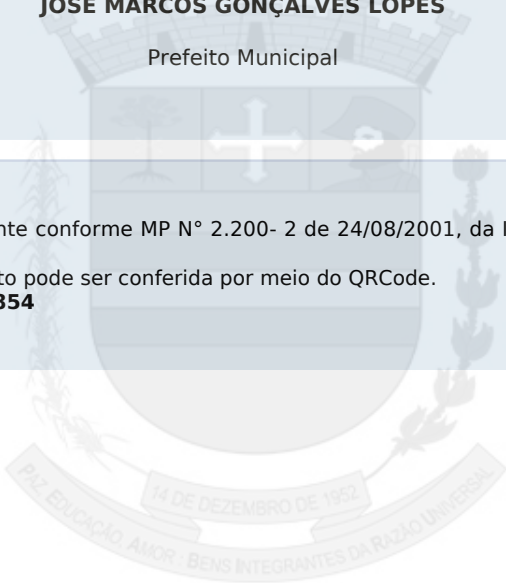 JOSÉ MARCOS GONÇALVES LOPES
Prefeito Municipal
nte conforme MP N° 2.200- 2 de 24/08/2001, da
to pode ser conferida por meio do QRCode.
354
14 DE DEZEMBRO DE 1952
PAZ, EDUCAÇÃO, AMOR : BENS INTEGRANTES DA RAZÃO UNIVERSAL